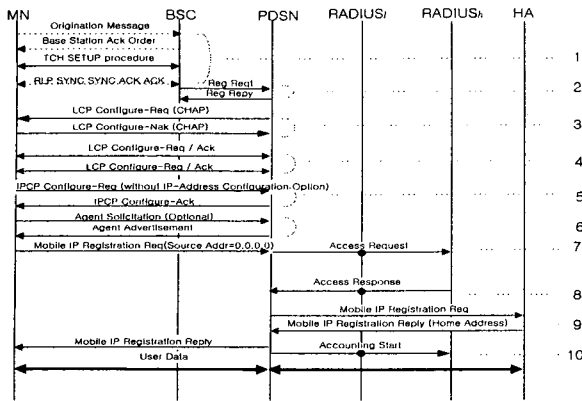 MN BSC PDSN RADIUSl RADIUSh HA
Origination Message
Base Station Ack Order
TCH SETUP procedure
1
RLP SYNC, SYNC.ACK ACK
Reg Reqt
2
Reg Repy
LCP Configure-Req (CHAP)
3
LCP Configure-Nak (CHAP)
LCP Configure-Req / Ack
4
LCP Configure-Req / Ack
IPCP Configure-Req (without IP-Address Configuration Option)
5
IPCP Configure-Ack
Agent Solicitation (Optional)
6
Agent Advertisement
Mobile IP Registration Req(Source Addr=0.0.0.0)
Access Request
7
Access Response
8
Mobile IP Registration Req
Mobile IP Registration Reply (Home Address)
9
Mobile IP Registration Reply
Accounting Start
10
User Data